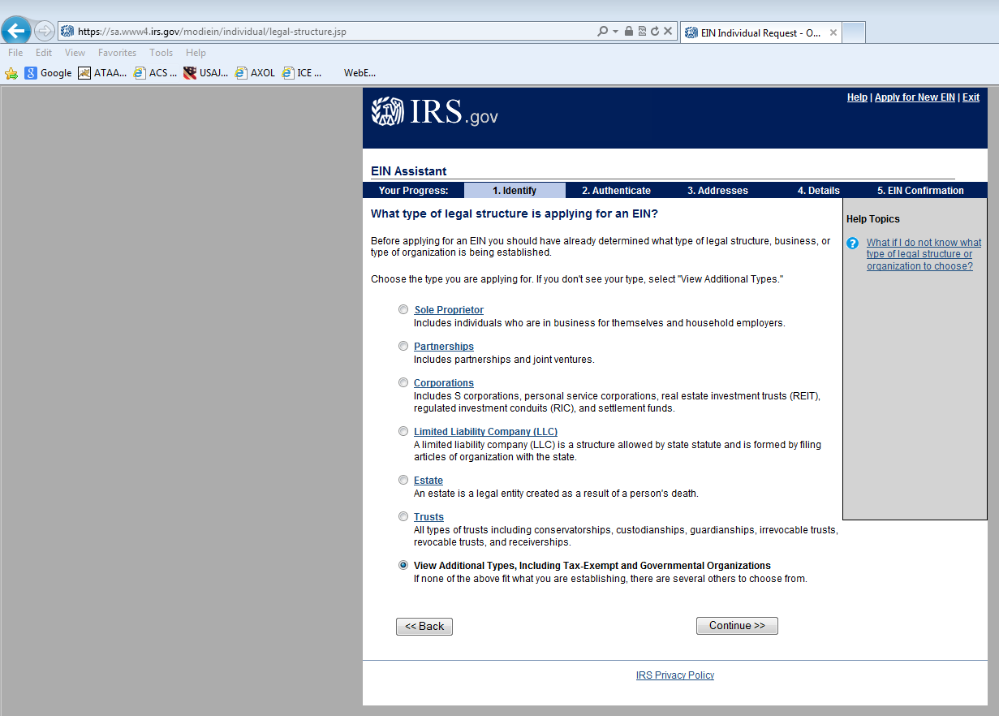 https://sa.www4.irs.gov/modiein/individual/legal-structure.jsp
EIN Individual Request - O...
File Edit View Favorites Tools Help
Google ATAA... ACS ... USAJ... AXOL ICE ... WebE...
Help | Apply for New EIN | Exit
IRS.gov
EIN Assistant
Your Progress: 1. Identify 2. Authenticate 3. Addresses 4. Details 5. EIN Confirmation
What type of legal structure is applying for an EIN?
Before applying for an EIN you should have already determined what type of legal structure, business, or
type of organization is being established.
Choose the type you are applying for. If you don't see your type, select "View Additional Types."
Sole Proprietor
Includes individuals who are in business for themselves and household employers.
Partnerships
Includes partnerships and joint ventures.
Corporations
Includes S corporations, personal service corporations, real estate investment trusts (REIT),
regulated investment conduits (RIC), and settlement funds.
Limited Liability Company (LLC)
A limited liability company (LLC) is a structure allowed by state statute and is formed by filing
articles of organization with the state.
Estate
An estate is a legal entity created as a result of a person's death.
Trusts
All types of trusts including conservatorships, custodianships, guardianships, irrevocable trusts,
revocable trusts, and receiverships.
View Additional Types, Including Tax-Exempt and Governmental Organizations
If none of the above fit what you are establishing, there are several others to choose from.
<< Back
Continue >>
Help Topics
? What if I do not know what
type of legal structure or
organization to choose?
IRS Privacy Policy